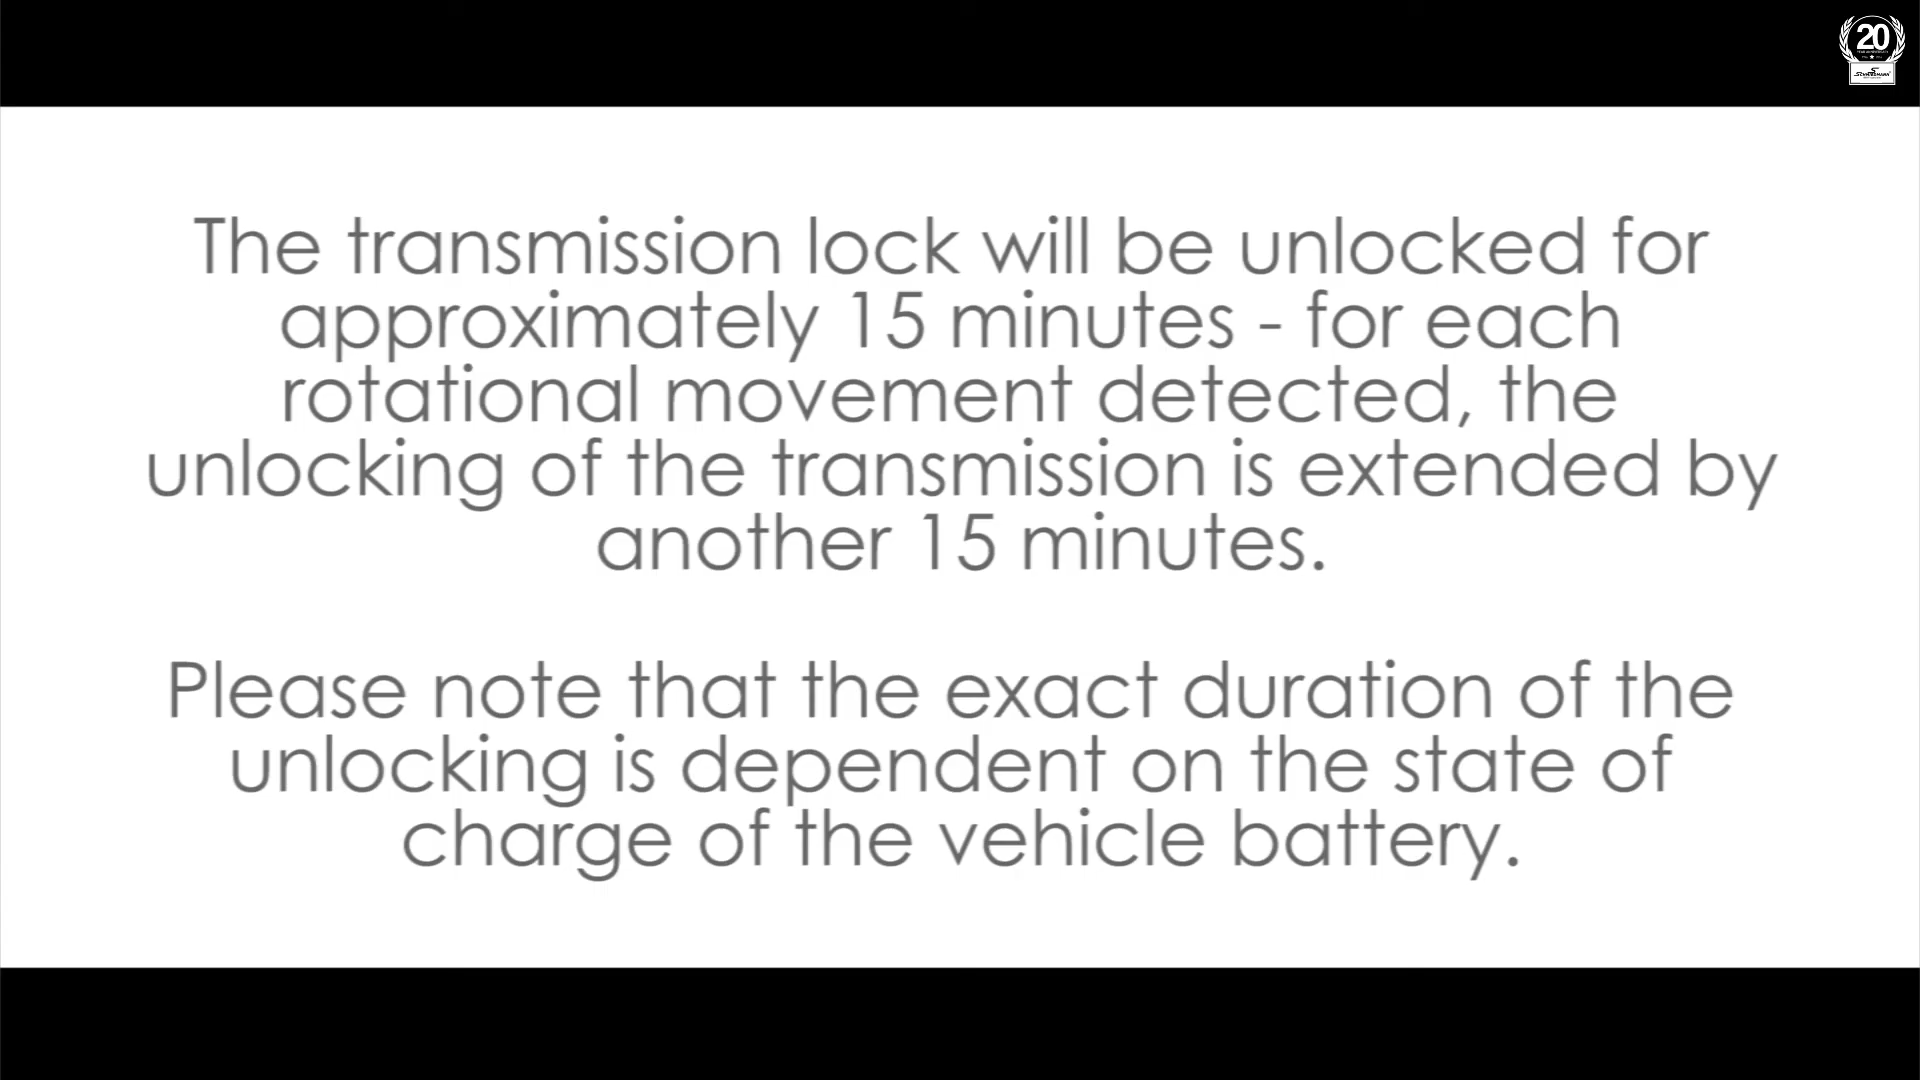 20
The transmission lock will be unlocked for
approximately 15 minutes - for each
rotational movement detected, the
unlocking of the transmission is extended by
another 15 minutes.
Please note that the exact duration of the
unlocking is dependent on the state of
charge of the vehicle battery.